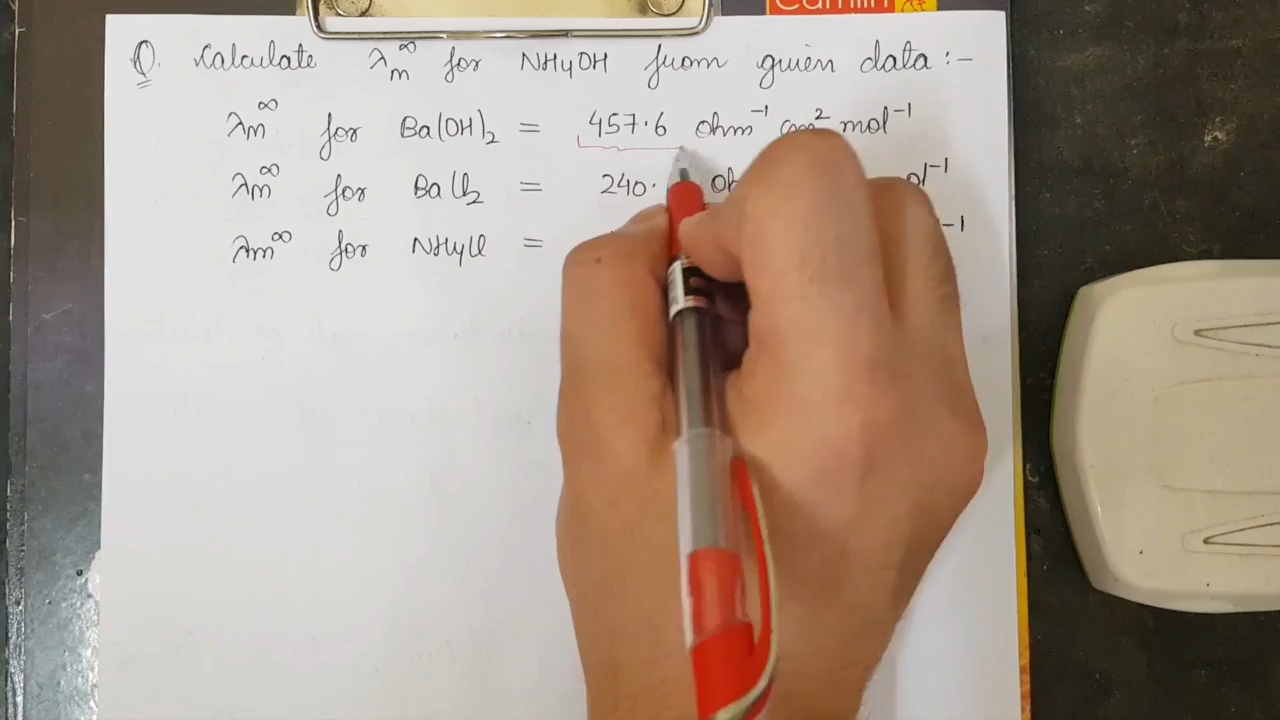 Camlin
Q. Calculate λm∞ for NH4OH from given data :-
λm∞ for Ba(OH)2 = 457.6 ohm-1 cm2 mol-1
λm∞ for BaCl2 = 240.
λm∞ for NH4Cl =